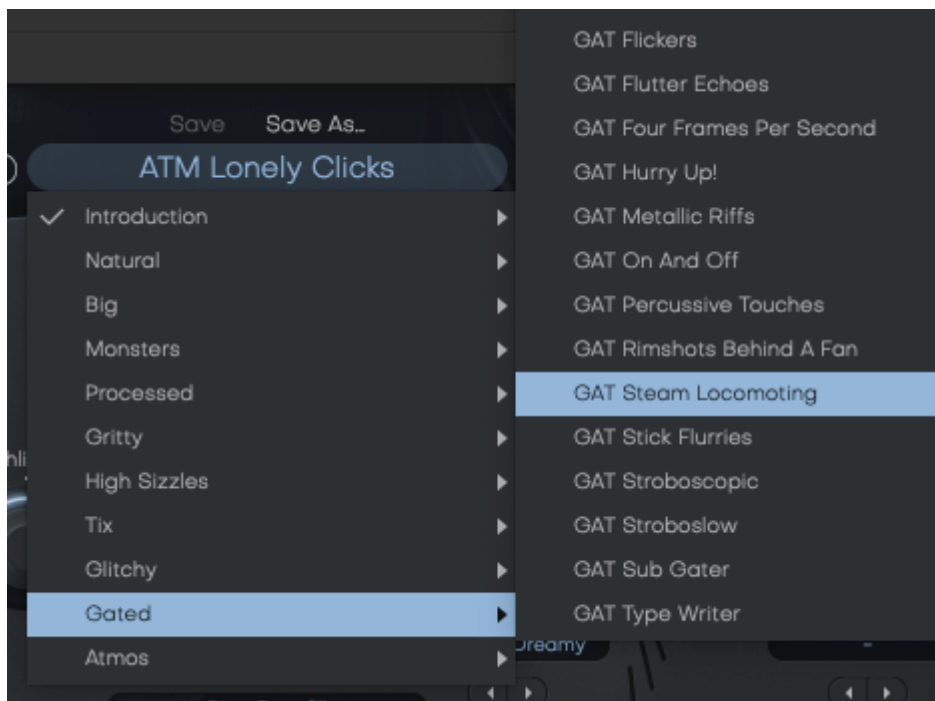 Save Save As...
ATM Lonely Clicks
Introduction
Natural
Big
Monsters
Processed
Gritty
High Sizzles
Tix
Glitchy
Gated
Atmos
GAT Flickers
GAT Flutter Echoes
GAT Four Frames Per Second
GAT Hurry Up!
GAT Metallic Riffs
GAT On And Off
GAT Percussive Touches
GAT Rimshots Behind A Fan
GAT Steam Locomoting
GAT Stick Flurries
GAT Stroboscopic
GAT Stroboslow
GAT Sub Gater
GAT Type Writer
Dreamy
-